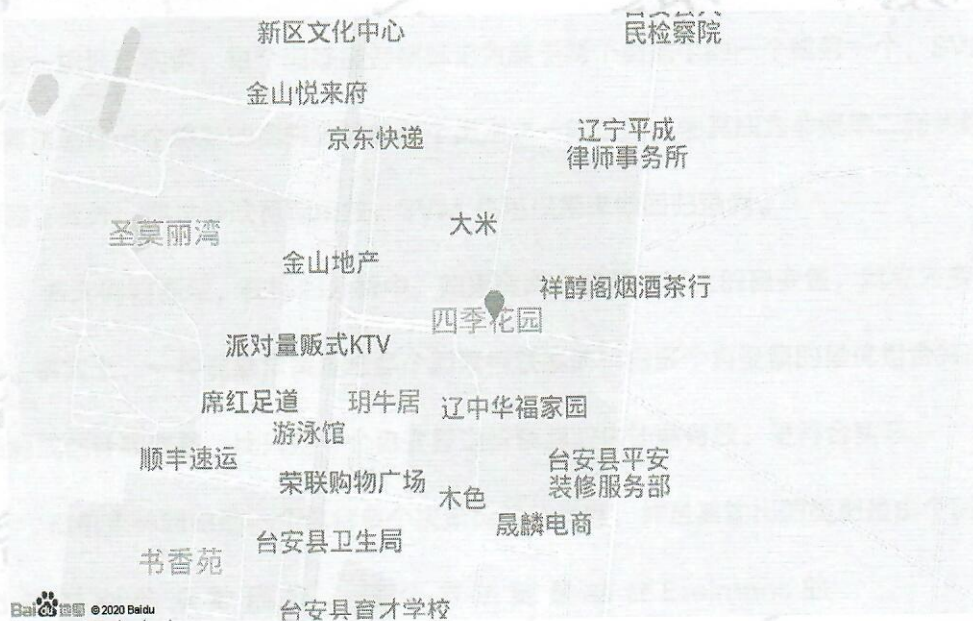 新区文化中心
民检察院
金山悦来府
京东快递
辽宁平成
律师事务所
大米
圣莫丽湾
金山地产
祥醇阁烟酒茶行
四季花园
派对量贩式KTV
席红足道
玥牛居
辽中华福家园
游泳馆
顺丰速运
荣联购物广场
台安县平安
装修服务部
木色
晟麟电商
台安县卫生局
书香苑
Bai du 地图 © 2020 Baidu
台安县育才学校